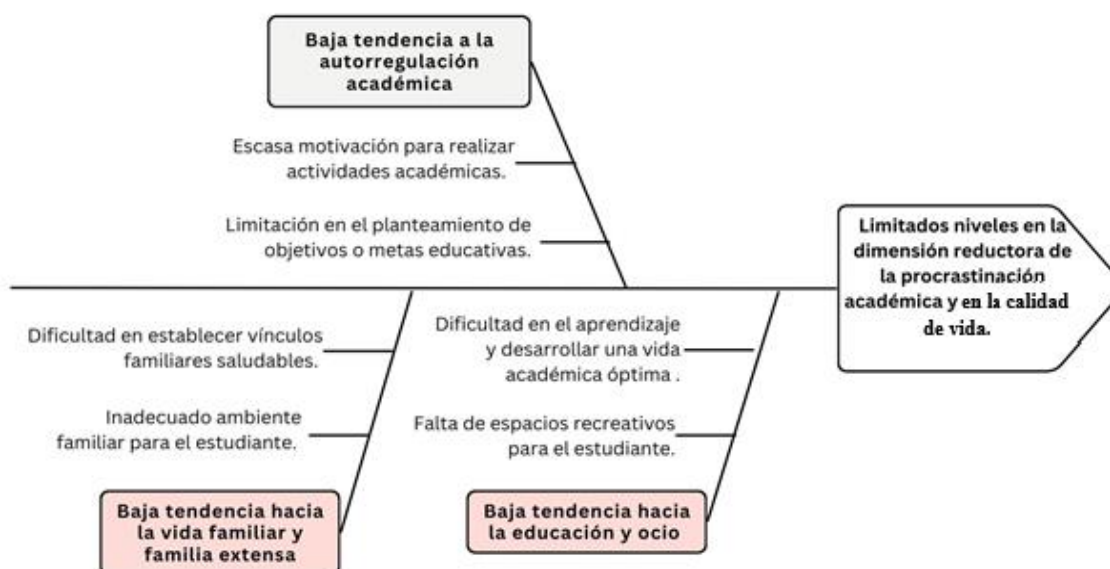 Baja tendencia a la
autorregulación
académica
Escasa motivación para realizar
actividades académicas.
Limitación en el planteamiento de
objetivos o metas educativas.
Limitados niveles en la
dimensión reductora de
la procrastinación
académica y en la calidad
de vida.
Dificultad en establecer vínculos
familiares saludables.
Inadecuado ambiente
familiar para el estudiante.
Baja tendencia hacia
la vida familiar y
familia extensa
Dificultad en el aprendizaje
y desarrollar una vida
académica óptima .
Falta de espacios recreativos
para el estudiante.
Baja tendencia hacia
la educación y ocio